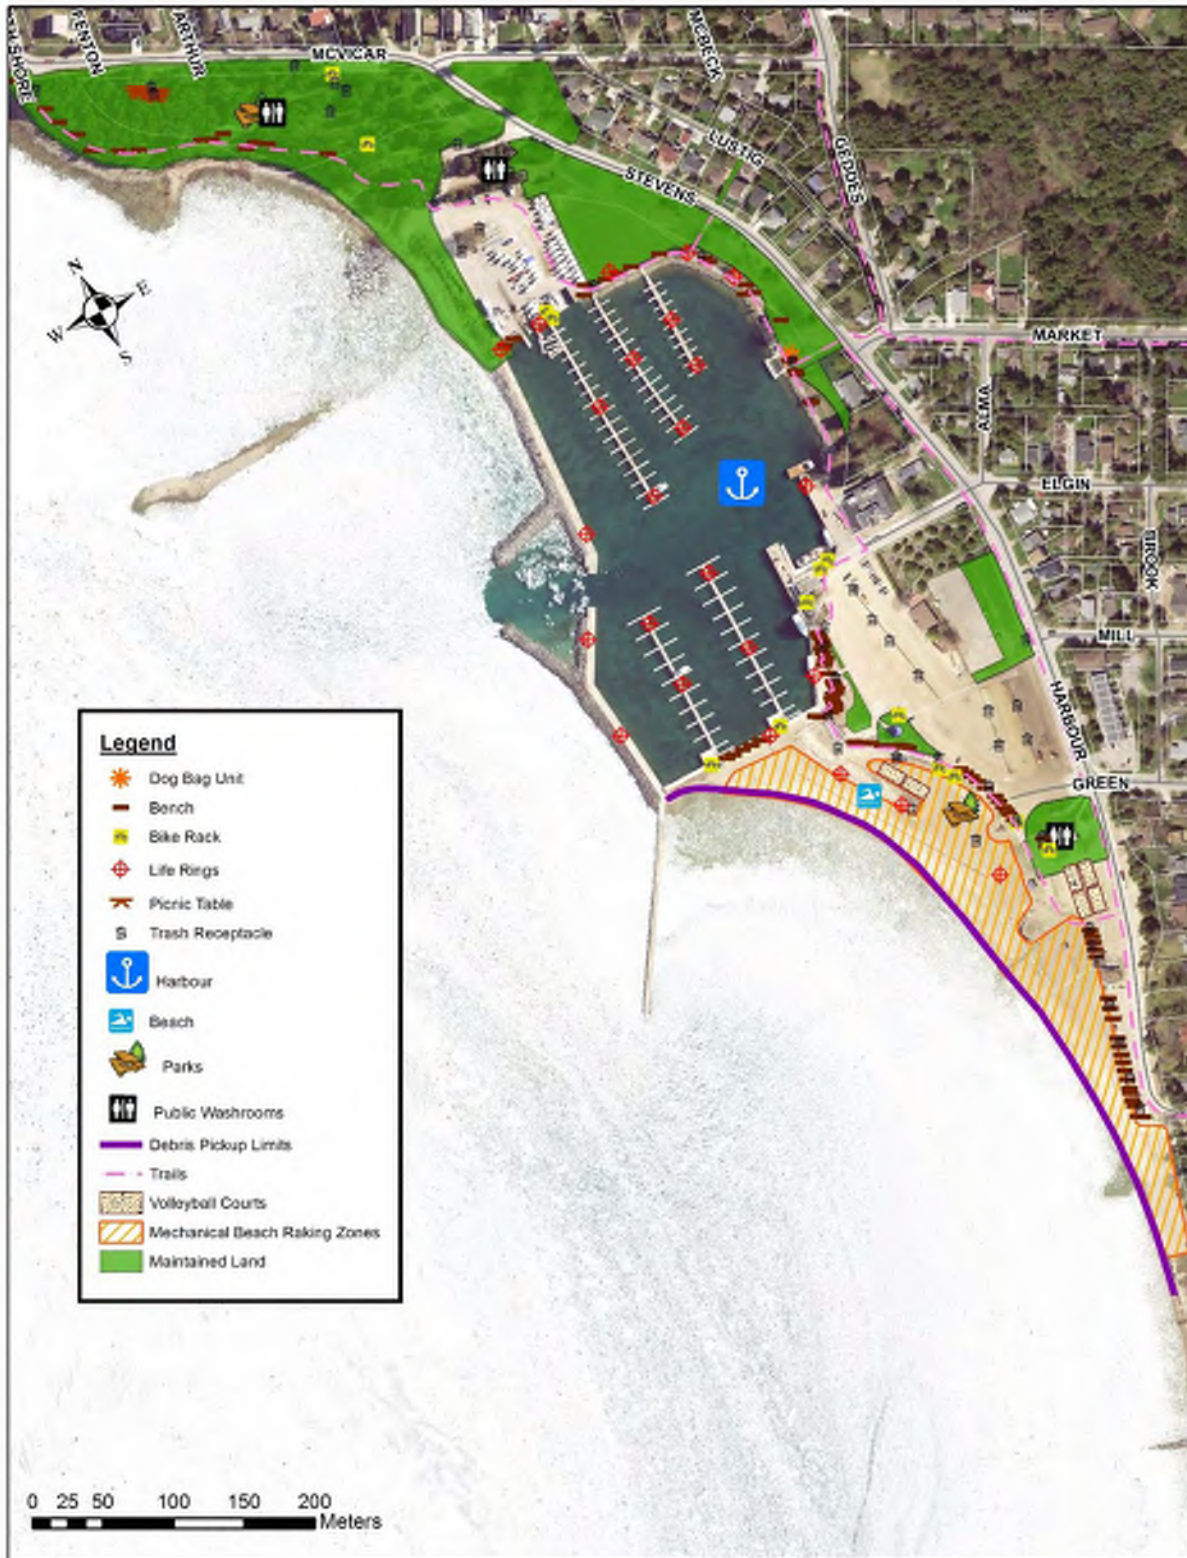 FENTON
ARTHUR
MCVICAR
MCBECK
LUSTIG
GEDDES
STEVENS
N
E
W
S
MARKET
ALMA
ELGIN
BROOK
MILL
HARBOUR
GREEN
Legend
Dog Bag Unit
Bench
Bike Rack
Life Rings
Picnic Table
Trash Receptacle
Harbour
Beach
Parks
Public Washrooms
Debris Pickup Limits
Trails
Volleyball Courts
Mechanical Beach Raking Zones
Maintained Land
0 25 50 100 150 200
Meters